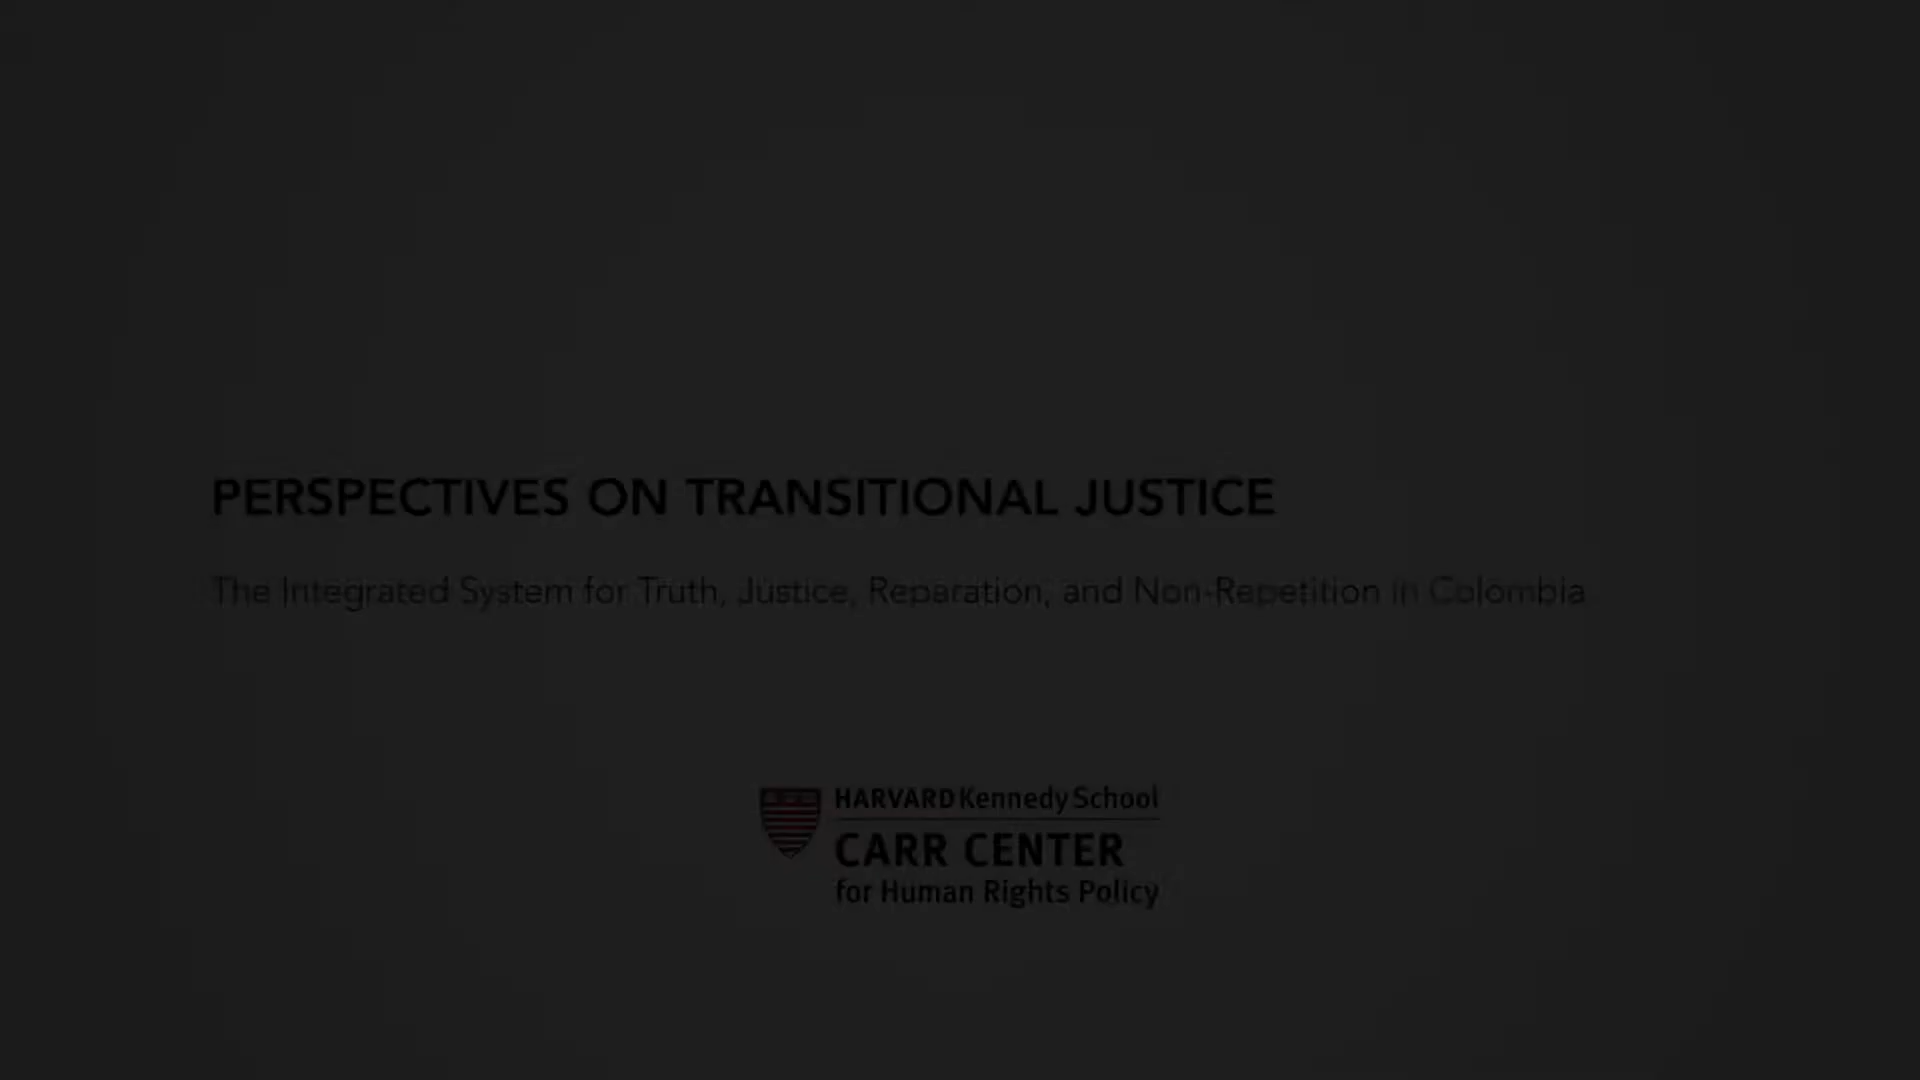 PERSPECTIVES ON TRANSITIONAL JUSTICE
The Integrated System for Truth, Justice, Reparation, and Non-Repetition in Colombia
HARVARD Kennedy School
CARR CENTER
for Human Rights Policy